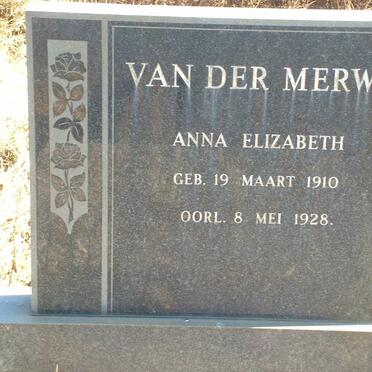 VAN DER MERW
ANNA ELIZABETH
GEB. 19 MAART 1910
OORL. 8 MEI 1928.